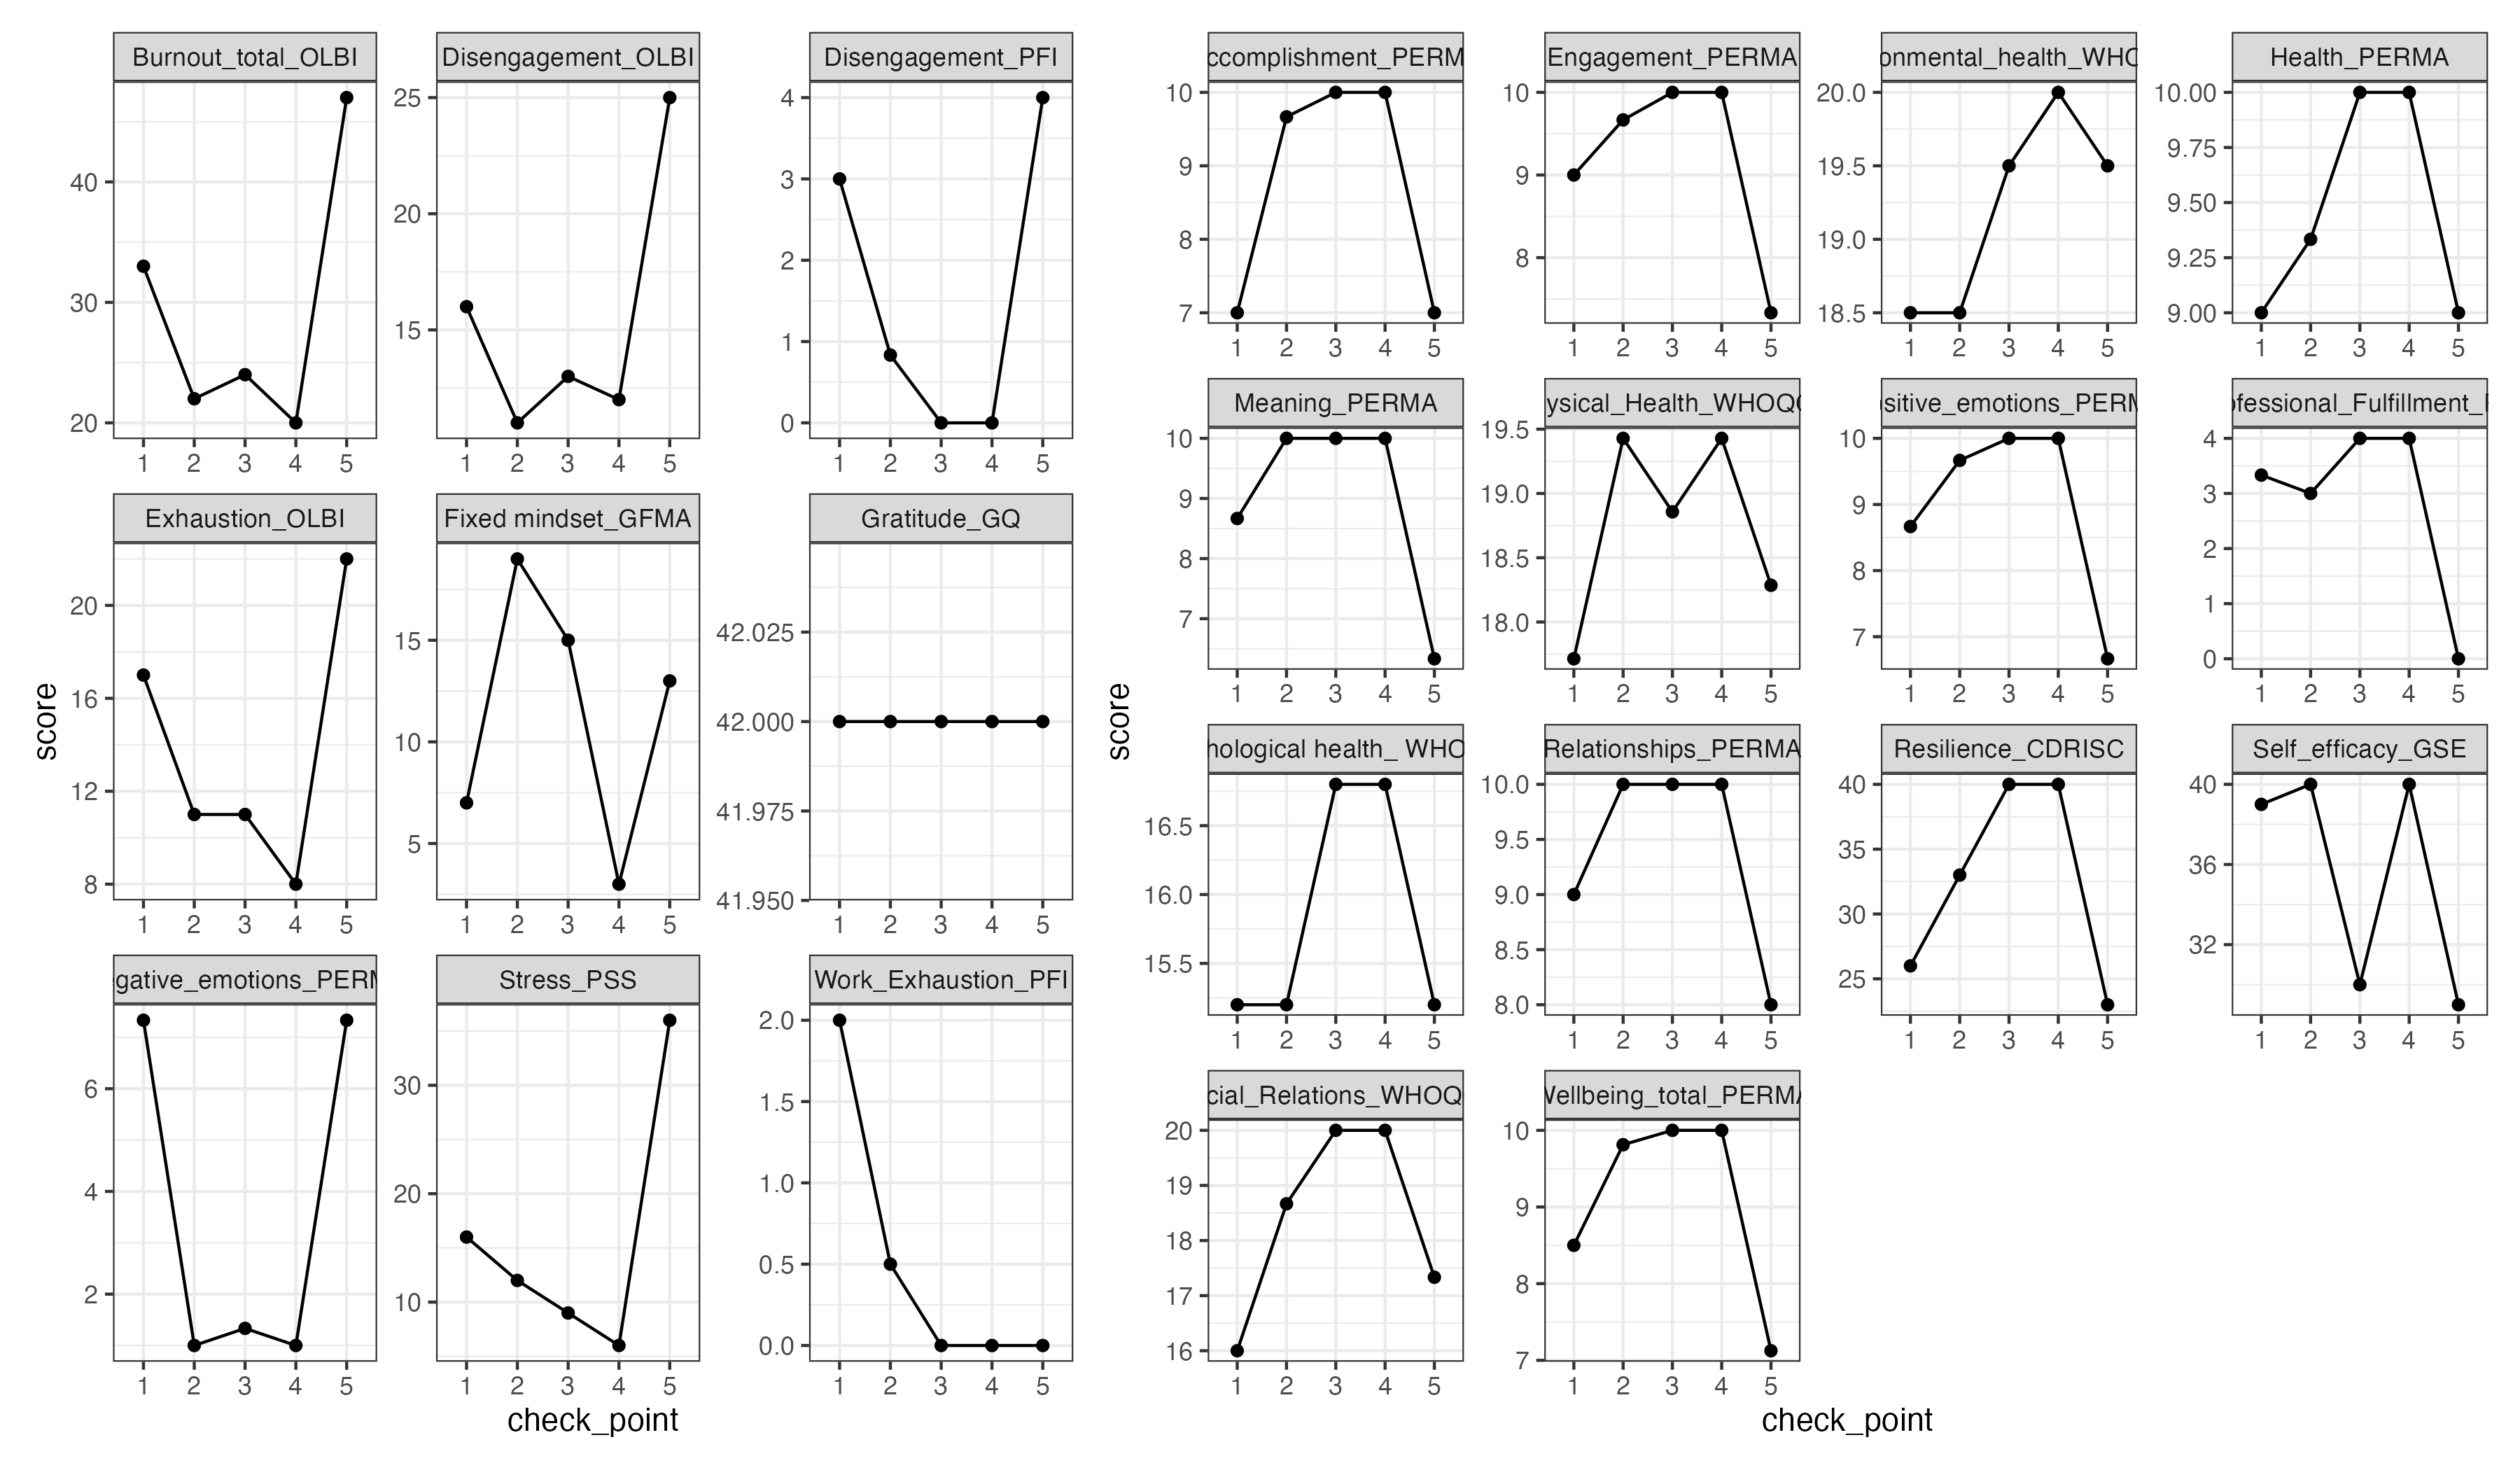 score
Burnout_total_OLBI
40
30
20
1 2 3 4 5
Disengagement_OLBI
25
20
15
1 2 3 4 5
Disengagement_PFI
4
3
2
1
0
1 2 3 4 5
Exhaustion_OLBI
20
16
12
8
1 2 3 4 5
Fixed mindset_GFMA
15
10
5
1 2 3 4 5
Gratitude_GQ
42.025
42.000
41.975
41.950
1 2 3 4 5
gative_emotions_PERM
6
4
2
1 2 3 4 5
Stress_PSS
30
20
10
1 2 3 4 5
Work_Exhaustion_PFI
2.0
1.5
1.0
0.5
0.0
1 2 3 4 5
check_point
score
ccomplishment_PERM
10
9
8
7
1 2 3 4 5
Engagement_PERMA
10
9
8
1 2 3 4 5
onmental_health_WHO
20.0
19.5
19.0
18.5
1 2 3 4 5
Health_PERMA
10.00
9.75
9.50
9.25
9.00
1 2 3 4 5
Meaning_PERMA
10
9
8
7
1 2 3 4 5
ysical_Health_WHOQ
19.5
19.0
18.5
18.0
1 2 3 4 5
sitive_emotions_PERM
10
9
8
7
1 2 3 4 5
ofessional_Fulfillment_
4
3
2
1
0
1 2 3 4 5
hological health_ WHO
16.5
16.0
15.5
1 2 3 4 5
Relationships_PERMA
10.0
9.5
9.0
8.5
8.0
1 2 3 4 5
Resilience_CDRISC
40
35
30
25
1 2 3 4 5
Self_efficacy_GSE
40
36
32
1 2 3 4 5
cial_Relations_WHOQ
20
19
18
17
16
1 2 3 4 5
Wellbeing_total_PERMA
10
9
8
7
1 2 3 4 5
check_point